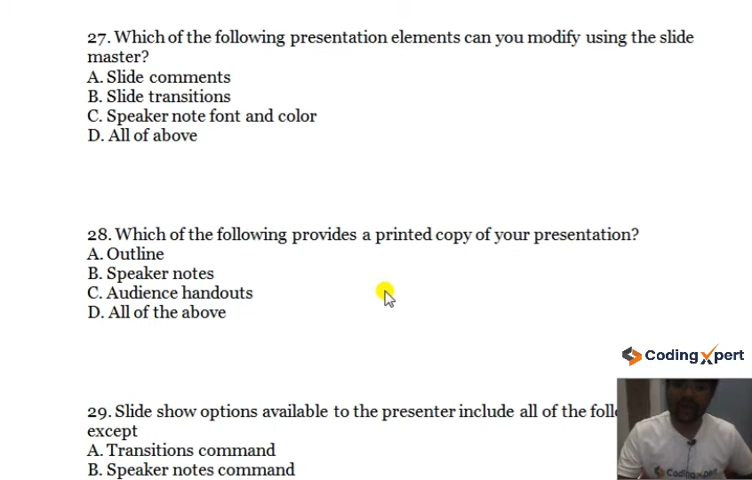 27. Which of the following presentation elements can you modify using the slide
master?
A. Slide comments
B. Slide transitions
C. Speaker note font and color
D. All of above
28. Which of the following provides a printed copy of your presentation?
A. Outline
B. Speaker notes
C. Audience handouts
D. All of the above
CodingXpert
29. Slide show options available to the presenter include all of the foll
except
A. Transitions command
B. Speaker notes command
CodingXpert